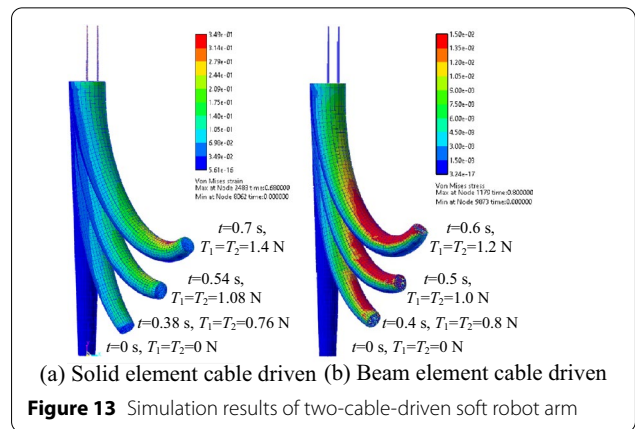 3.49e-01
3.14e-01
2.79e-01
2.44e-01
2.09e-01
1.75e-01
1.40e-01
1.05e-01
6.98e-02
3.49e-02
5.61e-16
Von Mises strain
Max at Node 2483 time:0.680000
Min at Node 8062 time:0.000000
t=0.7 s,
T₁=T₂=1.4 N
t=0.54 s,
T₁=T₂=1.08 N
t=0.38 s, T₁=T₂=0.76 N
t=0 s, T₁=T₂=0 N
(a) Solid element cable driven
1.50e-02
1.35e-02
1.20e-02
1.05e-02
9.00e-03
7.50e-03
6.00e-03
4.50e-03
3.00e-03
3.24e-17
Von Mises stress
Max at Node 1179 time:0.800000
Min at Node 9873 time:0.000000
t=0.6 s,
T₁=T₂=1.2 N
t=0.5 s,
T₁=T₂=1.0 N
t=0.4 s, T₁=T₂=0.8 N
t=0 s, T₁=T₂=0 N
(b) Beam element cable driven
Figure 13 Simulation results of two-cable-driven soft robot arm